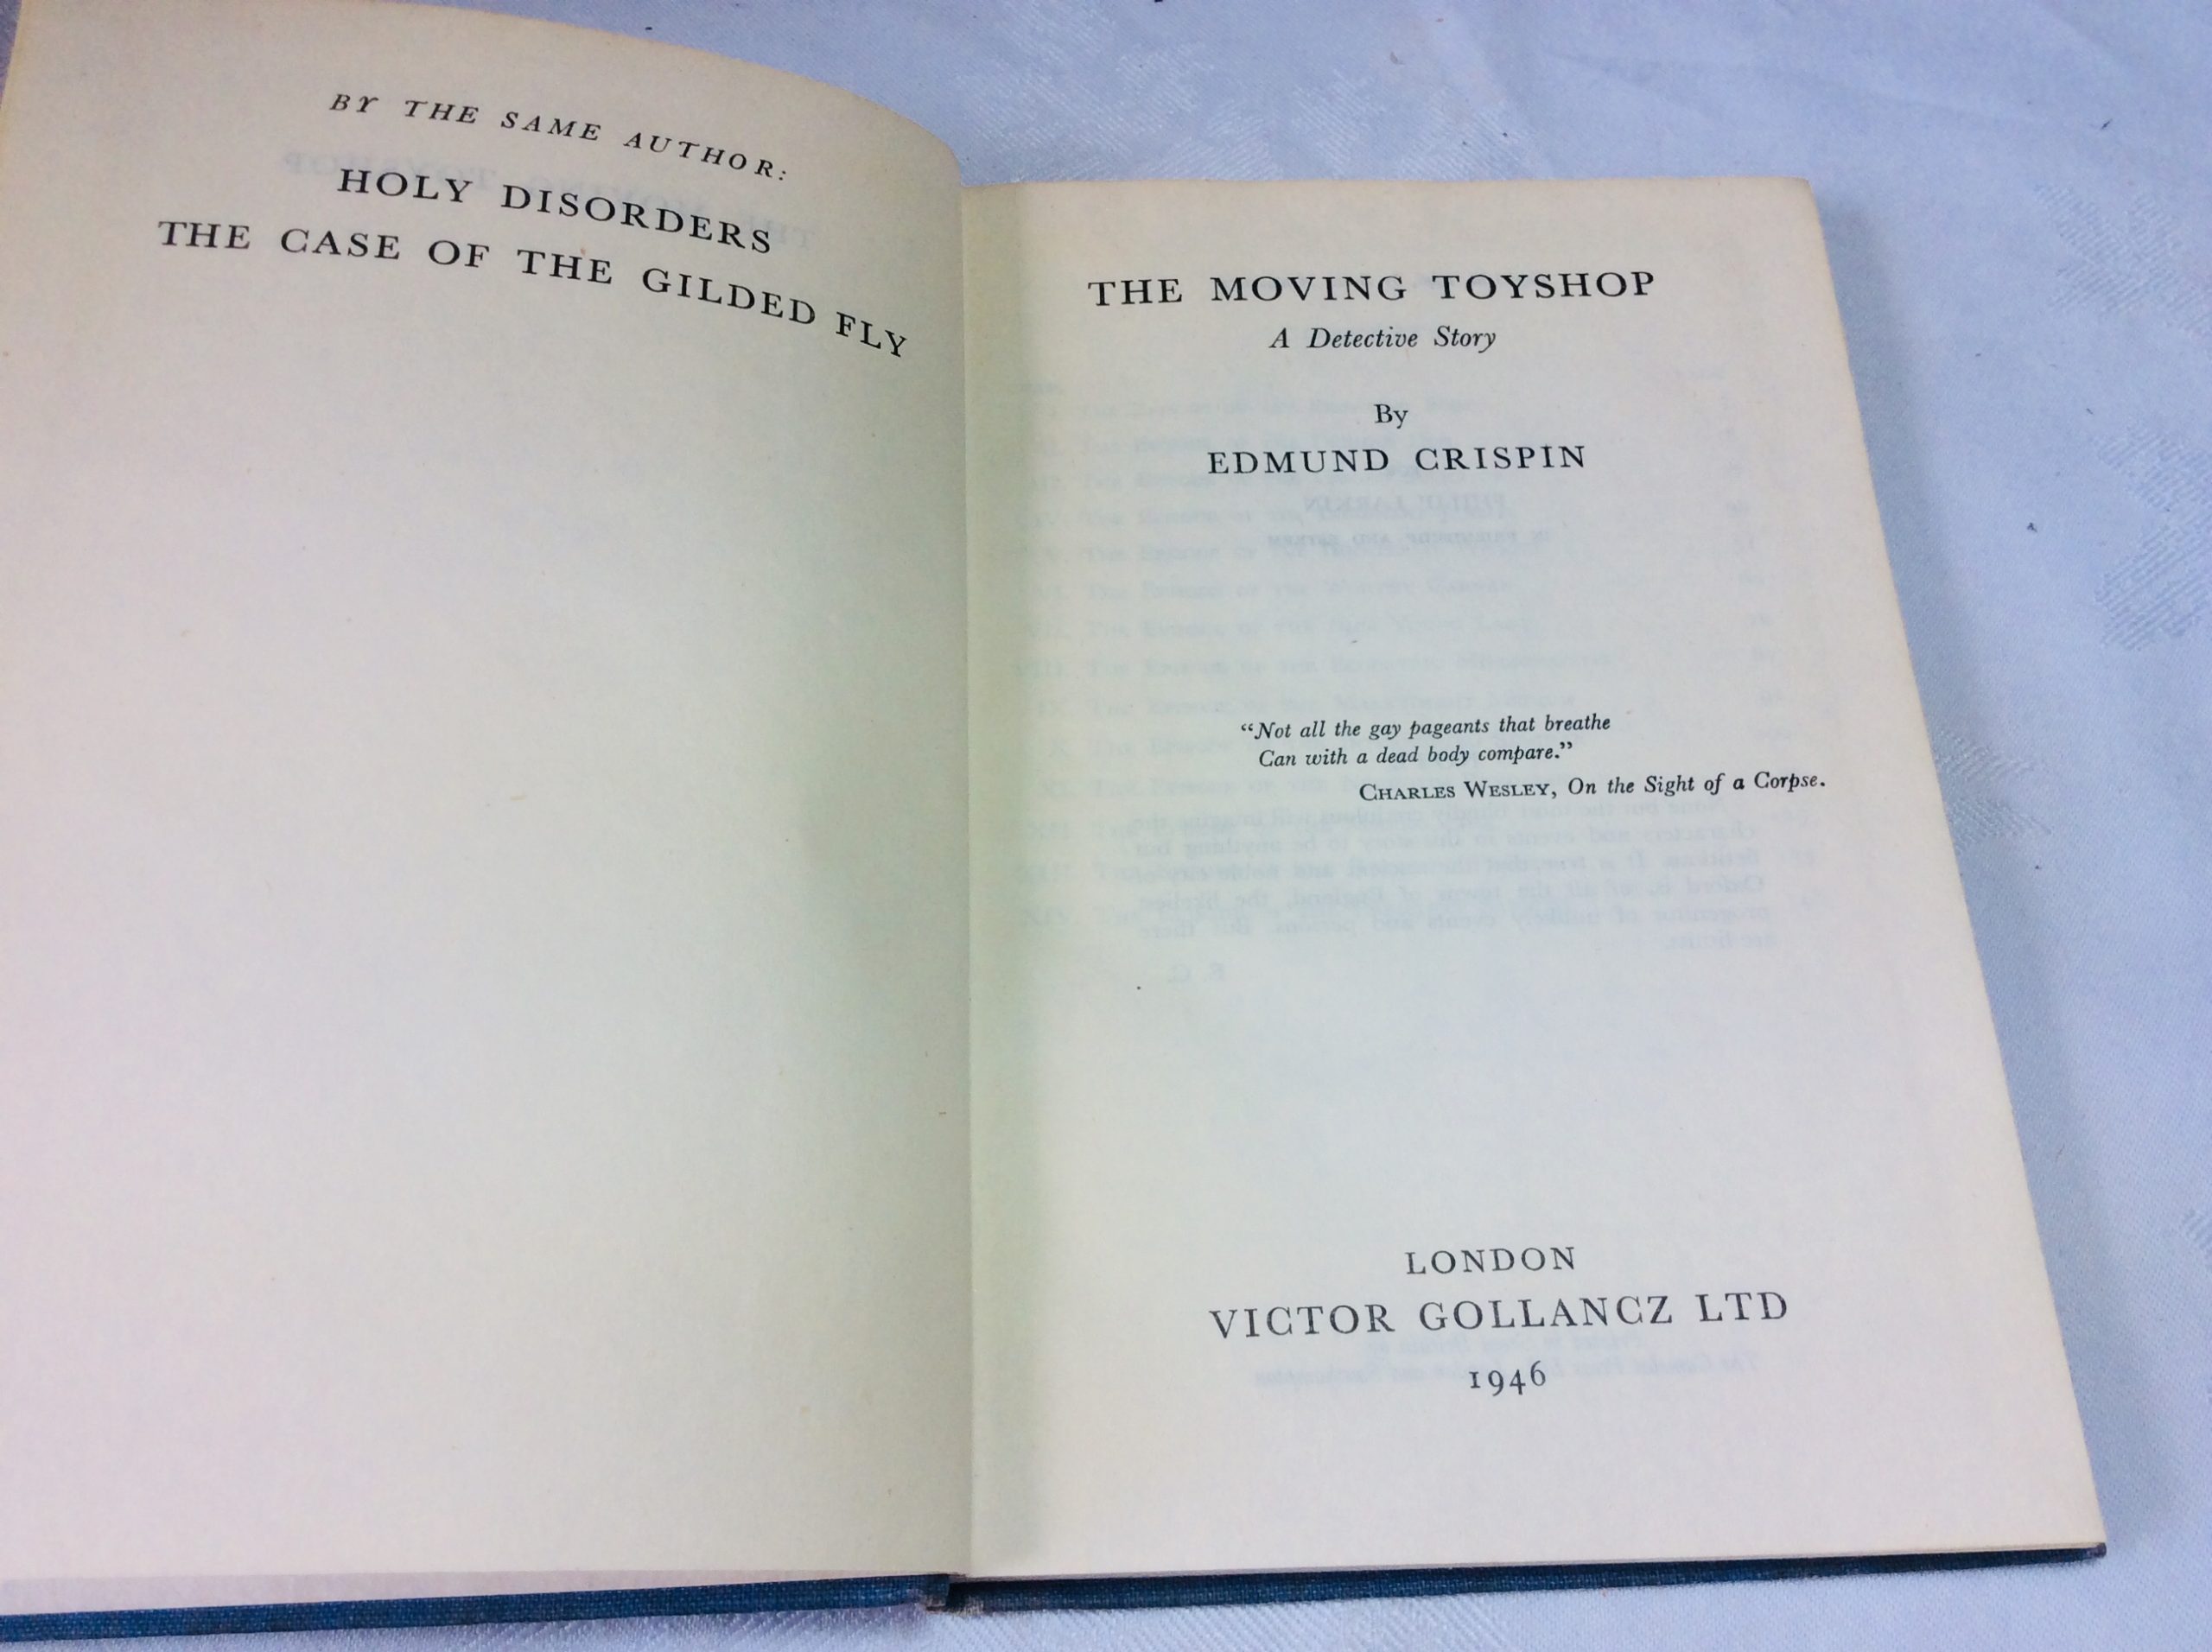 BY THE SAME AUTHOR:
HOLY DISORDERS
THE CASE OF THE GILDED FLY
THE MOVING TOYSHOP
A Detective Story
By
EDMUND CRISPIN
“Not all the gay pageants that breathe
Can with a dead body compare.”
CHARLES WESLEY, On the Sight of a Corpse.
LONDON
VICTOR GOLLANCZ LTD
1946